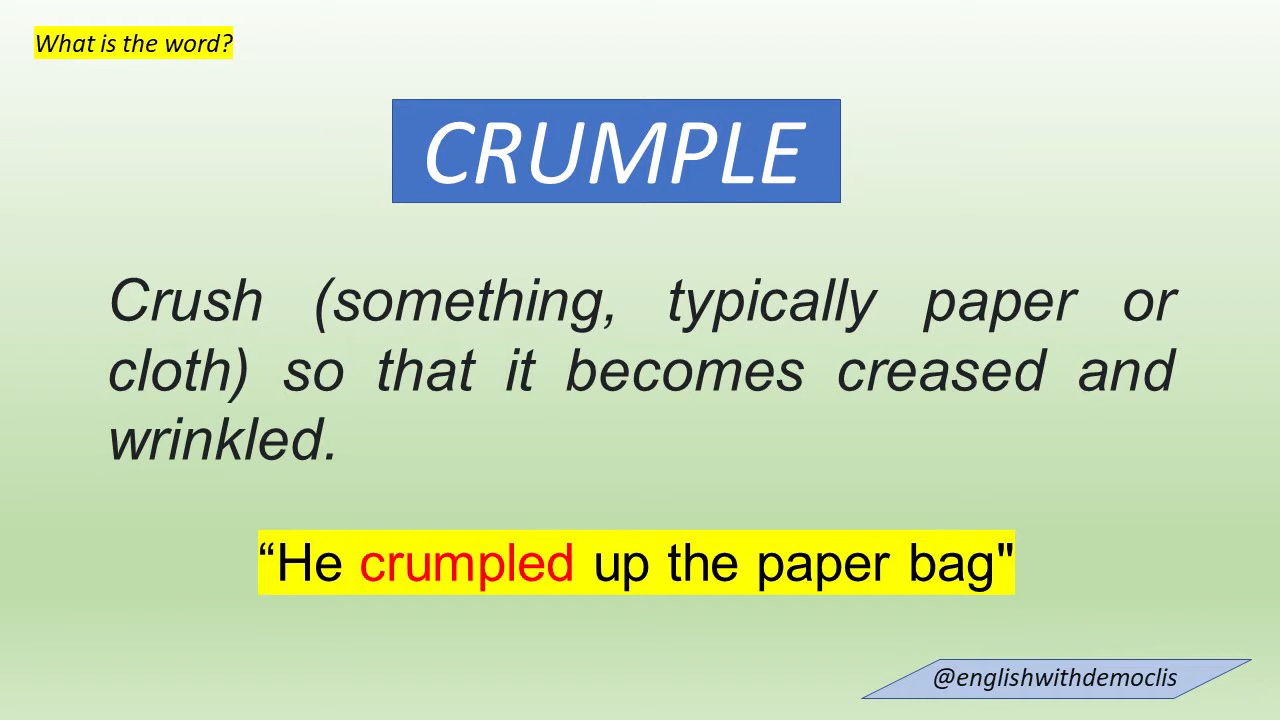 What is the word?
CRUMPLE
Crush (something, typically paper or
cloth) so that it becomes creased and
wrinkled.
“He crumpled up the paper bag"
@englishwithdemoclis